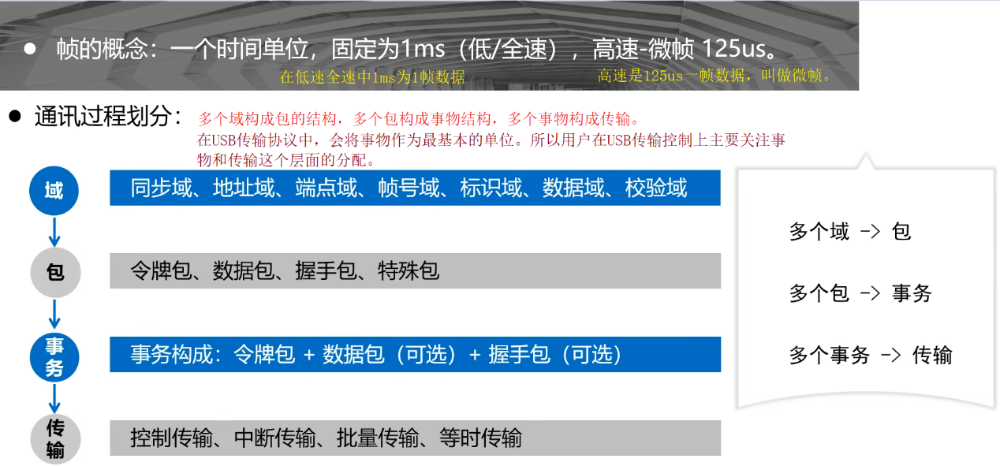 ● 帧的概念：一个时间单位，固定为1ms（低/全速），高速-微帧 125us。
在低速全速中1ms为1帧数据
高速是125us一帧数据，叫做微帧。
● 通讯过程划分：
多个域构成包的结构，多个包构成事物结构，多个事物构成传输。
在USB传输协议中，会将事物作为最基本的单位。所以用户在USB传输控制上主要关注事
物和传输这个层面的分配。
域
同步域、地址域、端点域、帧号域、标识域、数据域、校验域
包
令牌包、数据包、握手包、特殊包
事
务
事务构成：令牌包 + 数据包（可选）+ 握手包（可选）
传
输
控制传输、中断传输、批量传输、等时传输
多个域 -> 包
多个包 -> 事务
多个事务 -> 传输